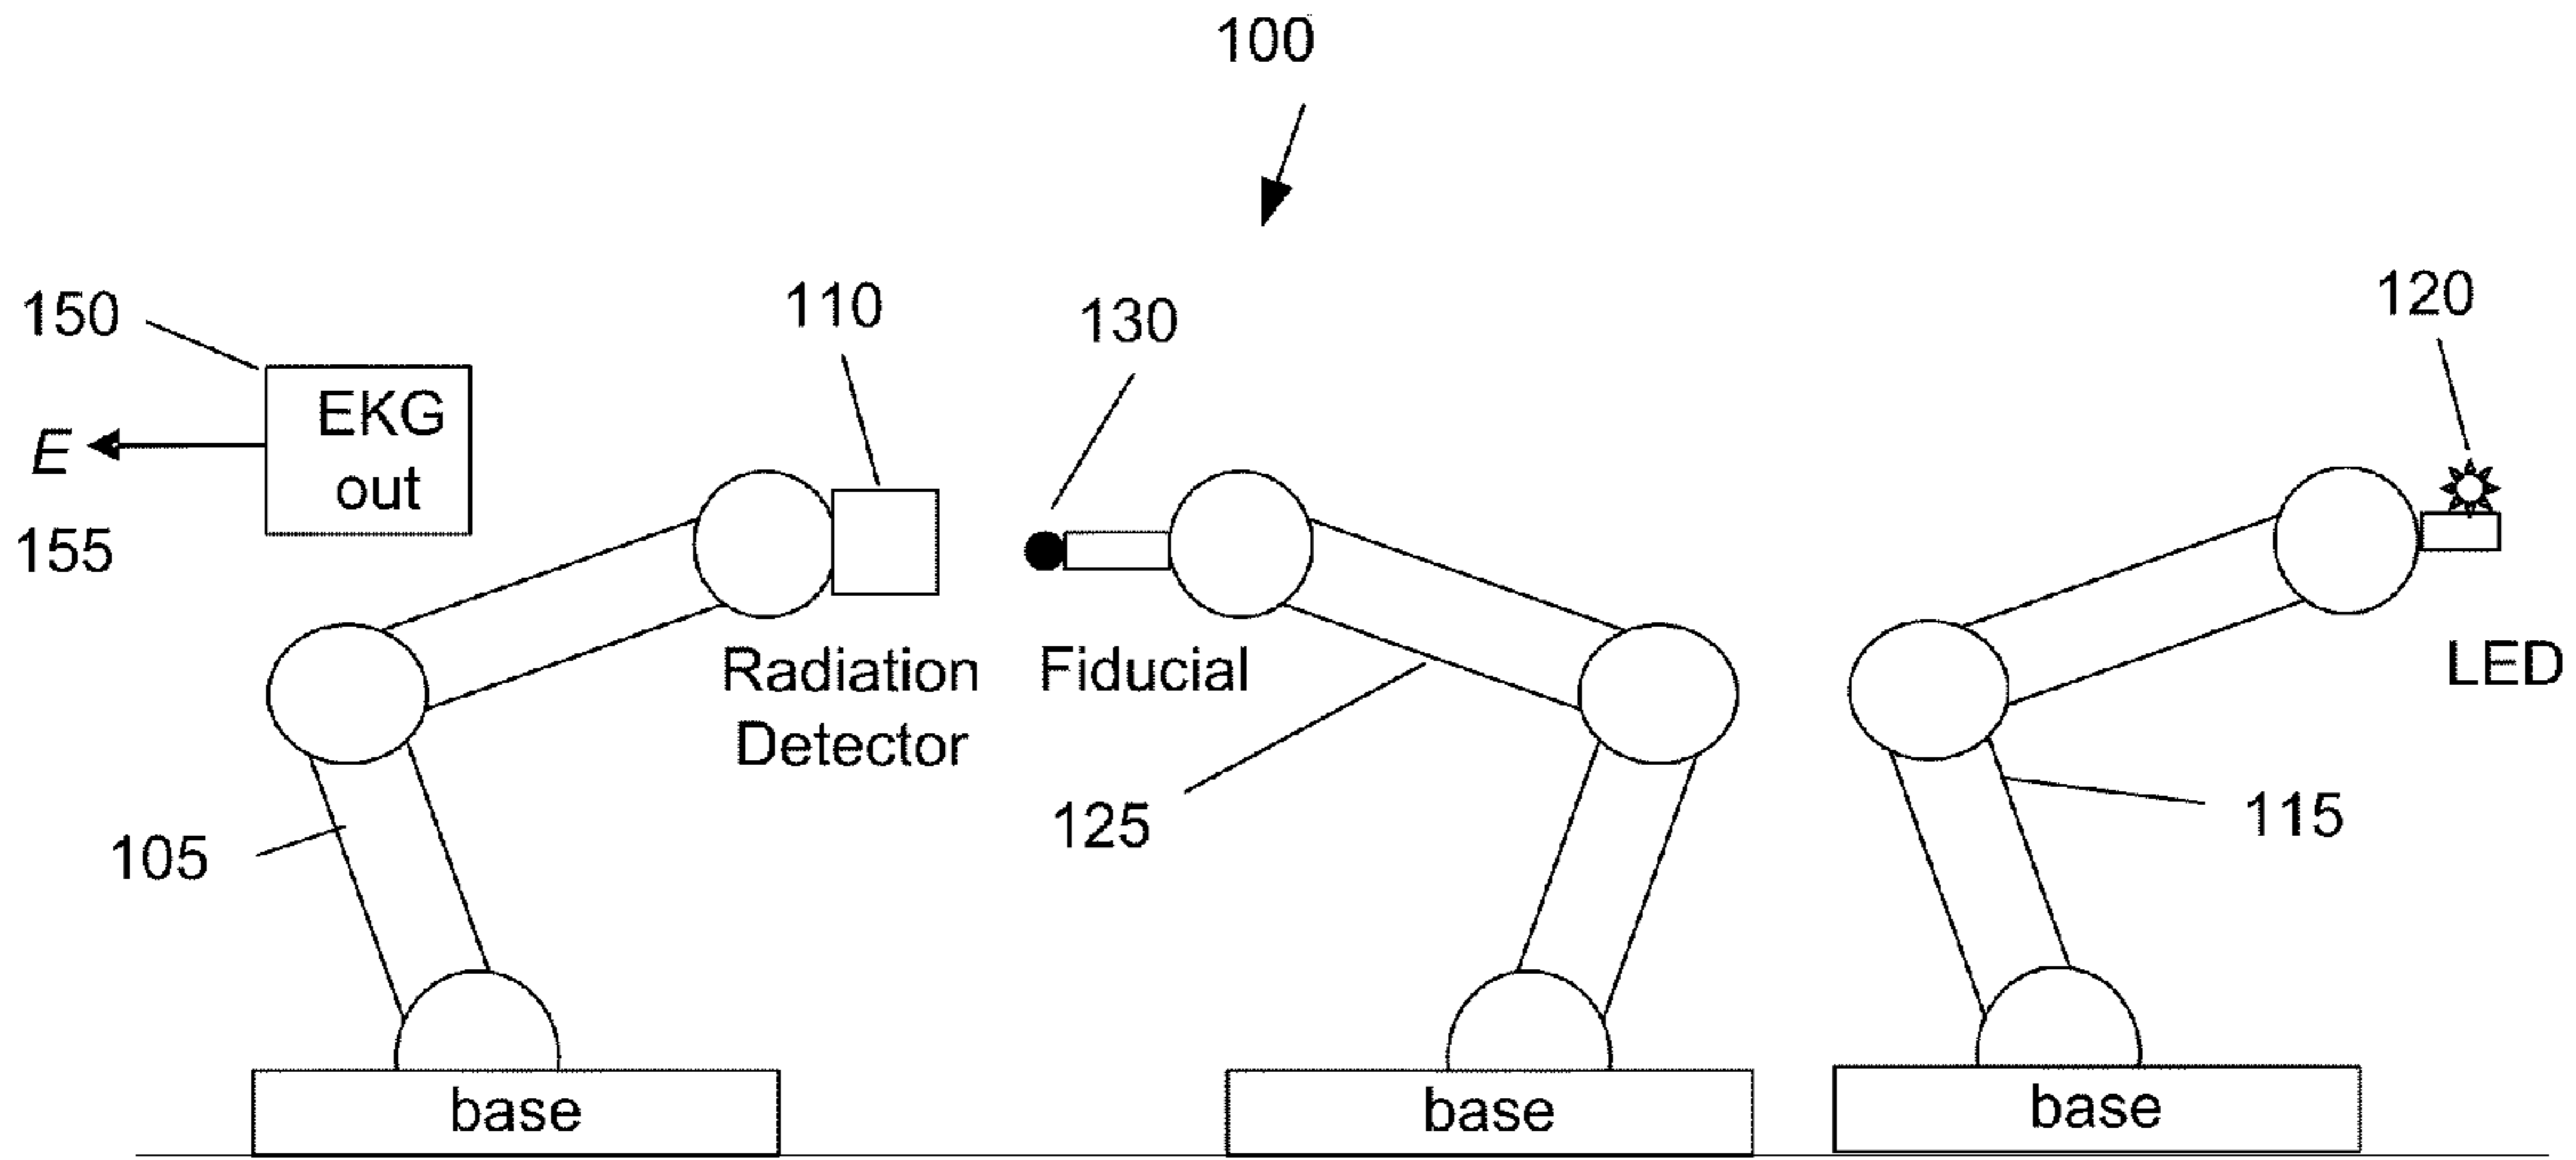 100
150
110
130
120
EKG
out
E
155
Radiation
Detector
Fiducial
LED
105
125
115
base
base
base